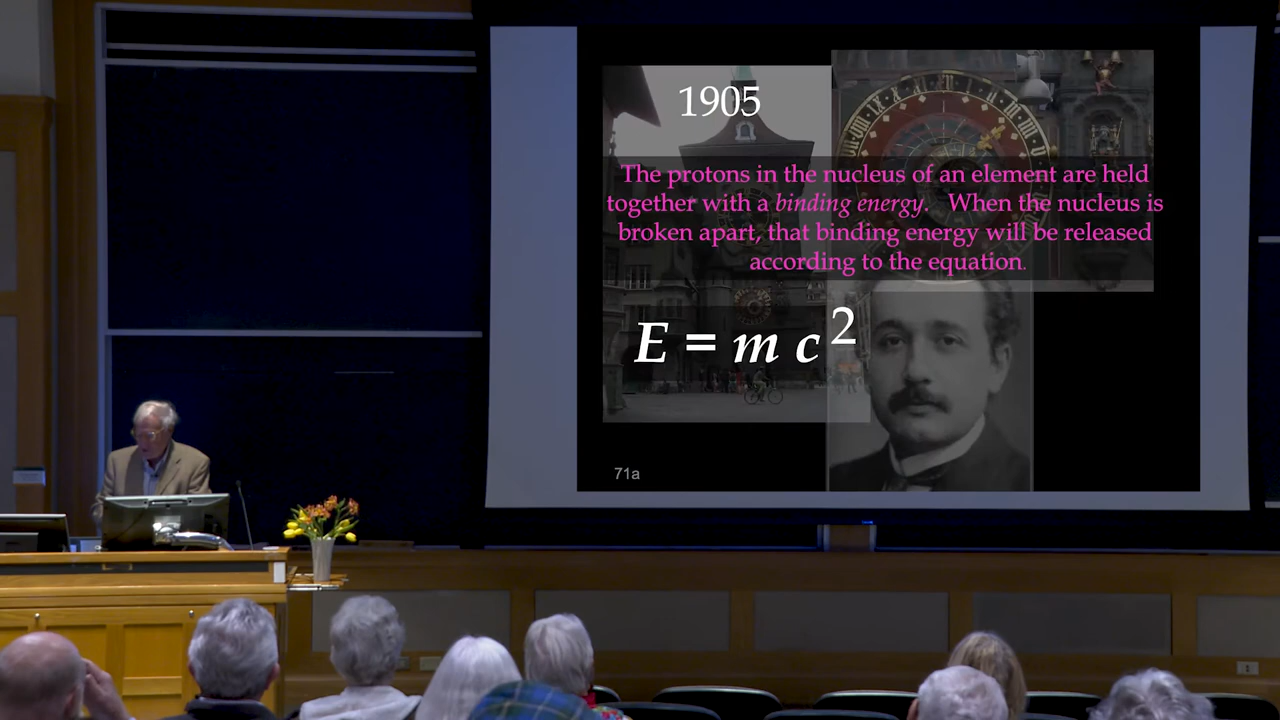 1905
The protons in the nucleus of an element are held
together with a binding energy.   When the nucleus is
broken apart, that binding energy will be released
according to the equation.
E = m c 2
71a